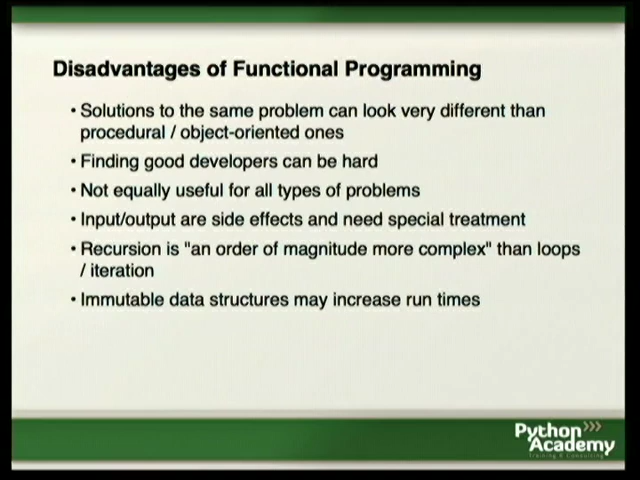 Disadvantages of Functional Programming
• Solutions to the same problem can look very different than
procedural / object-oriented ones
• Finding good developers can be hard
• Not equally useful for all types of problems
• Input/output are side effects and need special treatment
• Recursion is "an order of magnitude more complex" than loops
/ iteration
• Immutable data structures may increase run times
Python
Academy
Training & Consulting